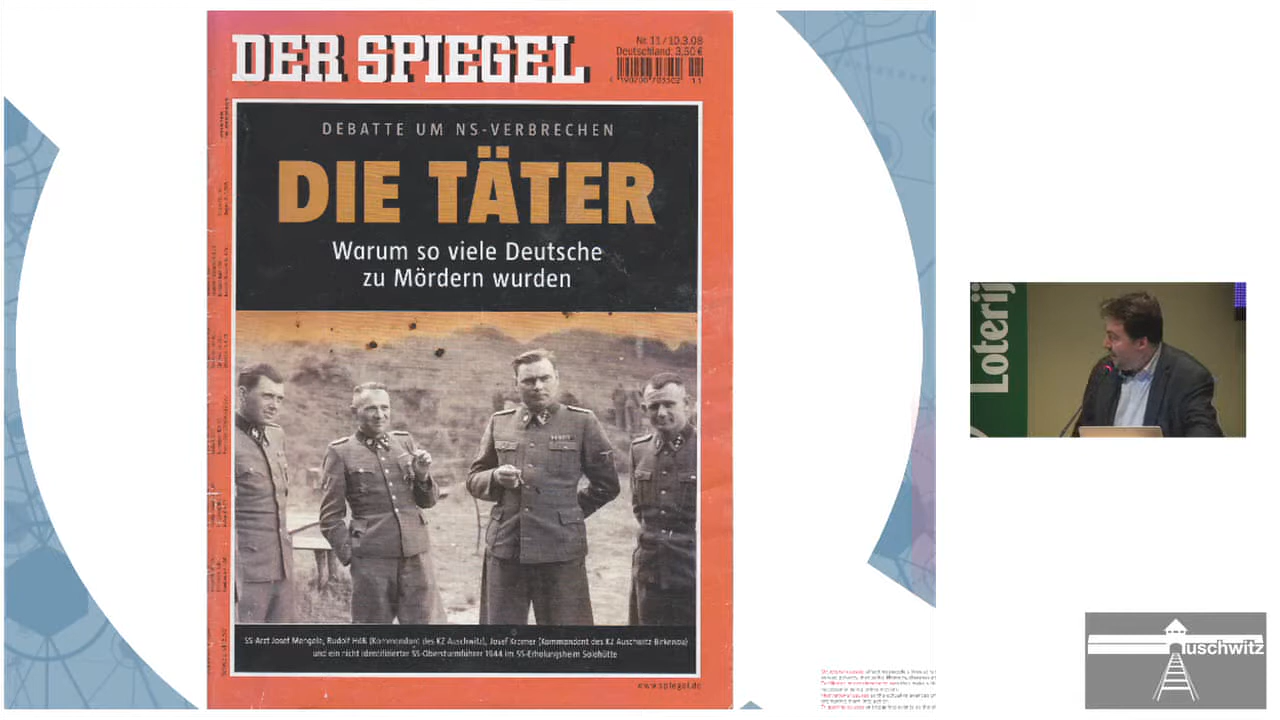 DER SPIEGEL
Nr. 11 / 10.3.08
Deutschland: 3,50 €
DEBATTE UM NS-VERBRECHEN
DIE TÄTER
Warum so viele Deutsche
zu Mördern wurden
SS-Arzt Josef Mengele, Rudolf Höß (Kommandant des KZ Auschwitz), Josef Kramer (Kommandant des KZ Auschwitz-Birkenau)
und ein nicht identifizierter SS-Obersturmführer 1944 im SS-Erholungsheim Solahütte
www.spiegel.de
Loterij
uschwitz